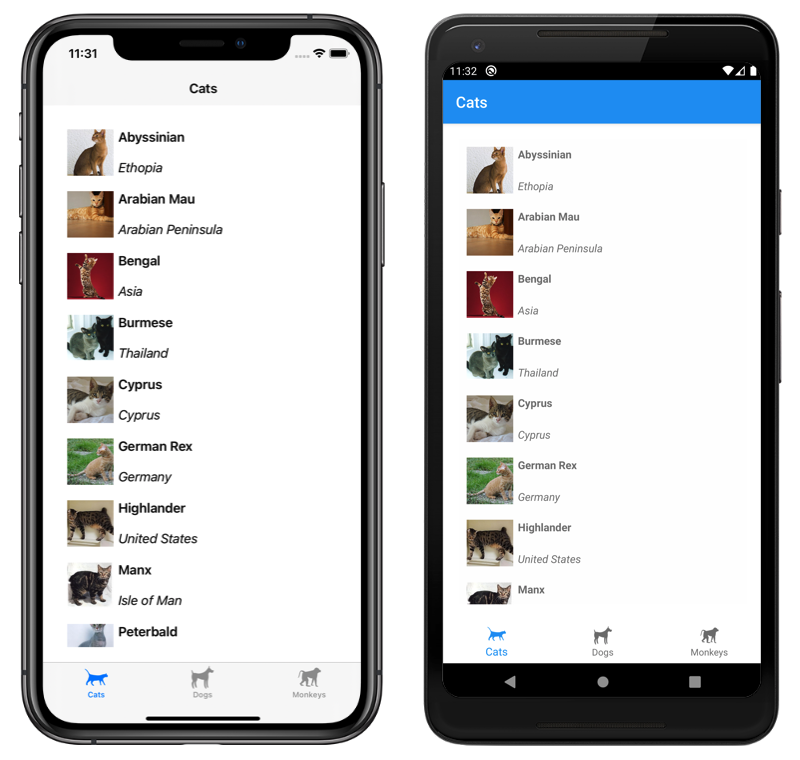 11:31
Cats
Abyssinian
Ethopia
Arabian Mau
Arabian Peninsula
Bengal
Asia
Burmese
Thailand
Cyprus
Cyprus
German Rex
Germany
Highlander
United States
Manx
Isle of Man
Peterbald
Cats Dogs Monkeys
11:32
Cats
Abyssinian
Ethopia
Arabian Mau
Arabian Peninsula
Bengal
Asia
Burmese
Thailand
Cyprus
Cyprus
German Rex
Germany
Highlander
United States
Manx
Cats Dogs Monkeys